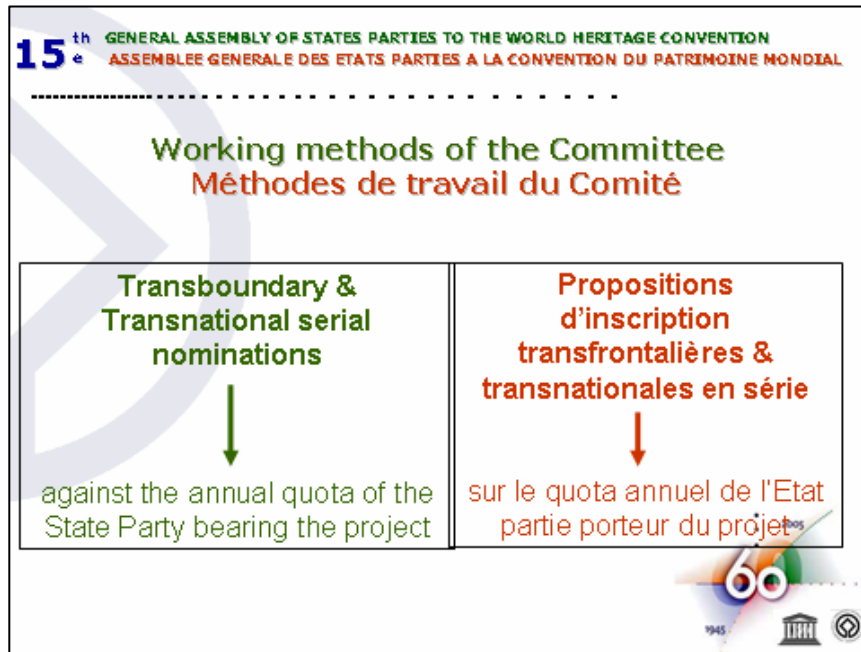 15 th e GENERAL ASSEMBLY OF STATES PARTIES TO THE WORLD HERITAGE CONVENTION
ASSEMBLEE GENERALE DES ETATS PARTIES A LA CONVENTION DU PATRIMOINE MONDIAL
Working methods of the Committee
Méthodes de travail du Comité
Transboundary &
Transnational serial
nominations
against the annual quota of the
State Party bearing the project
Propositions
d'inscription
transfrontalières &
transnationales en série
sur le quota annuel de l'Etat
partie porteur du projet
2005
60
1945